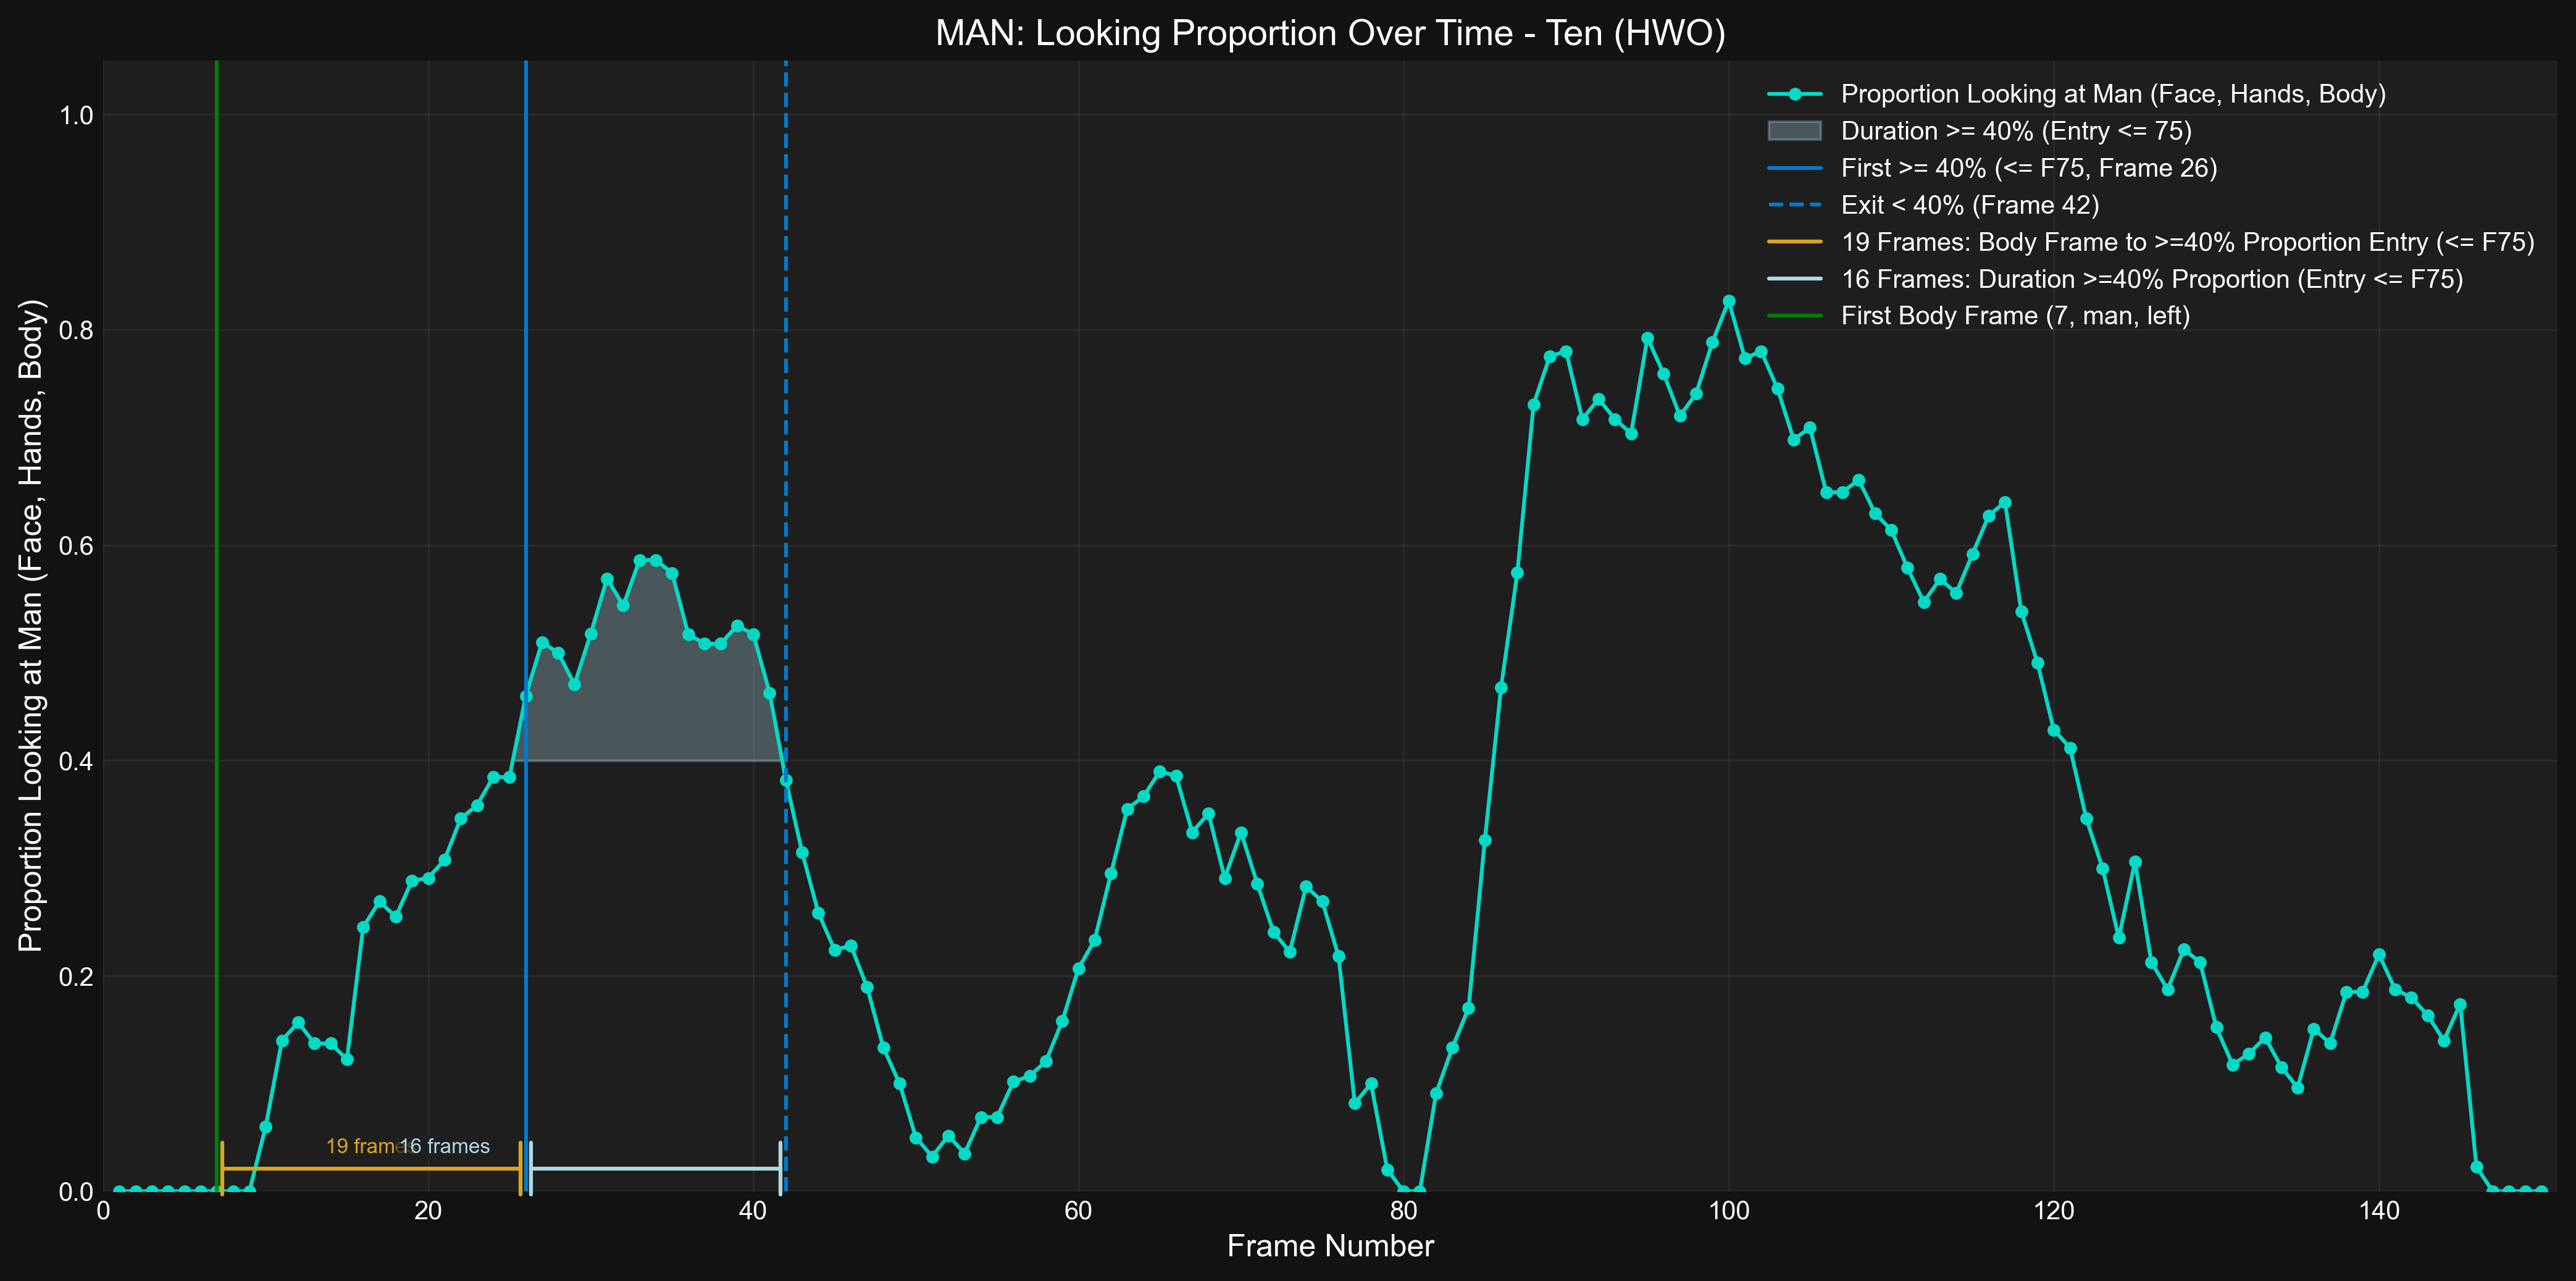 MAN: Looking Proportion Over Time - Ten (HWO)
Proportion Looking at Man (Face, Hands, Body)
1.0
0.8
0.6
0.4
0.2
0.0
Proportion Looking at Man (Face, Hands, Body)
Duration >= 40% (Entry <= 75)
First >= 40% (<= F75, Frame 26)
Exit < 40% (Frame 42)
19 Frames: Body Frame to >=40% Proportion Entry (<= F75)
16 Frames: Duration >=40% Proportion (Entry <= F75)
First Body Frame (7, man, left)
19 frames
16 frames
0 20 40 60 80 100 120 140
Frame Number